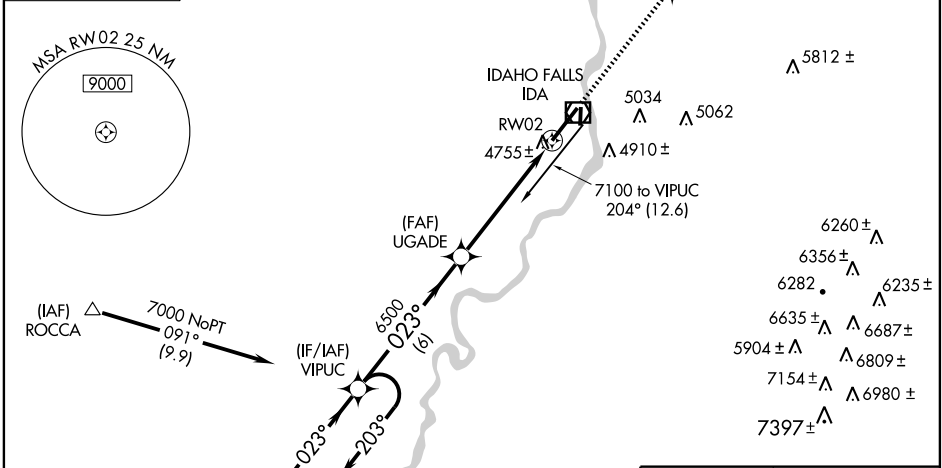 MSA RW02 25 NM
9000
5812 ±
IDAHO FALLS
IDA
5034
5062
RW02
4755±
4910 ±
7100 to VIPUC
204° (12.6)
(FAF)
UGADE
6260±
6356±
6282
6235±
(IAF)
ROCCA
7000 NoPT
091°
(9.9)
6500
023°
(6)
6635±
6687±
(IF/IAF)
VIPUC
5904±
6809±
7154±
6980 ±
7397±
023°
203°